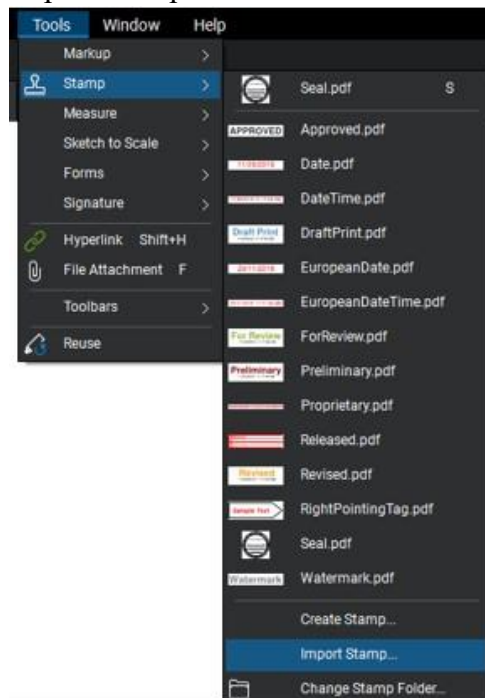 Tools Window Help
Markup
Stamp
Measure
Sketch to Scale
Forms
Signature
Hyperlink Shift+H
File Attachment F
Toolbars
Reuse
Seal.pdf S
APPROVED Approved.pdf
Date.pdf
DateTime.pdf
Draft Print DraftPrint.pdf
EuropeanDate.pdf
EuropeanDateTime.pdf
For Review ForReview.pdf
Preliminary Preliminary.pdf
Proprietary.pdf
Released.pdf
Revised Revised.pdf
Sample Text RightPointingTag.pdf
Seal.pdf
Watermark Watermark.pdf
Create Stamp...
Import Stamp...
Change Stamp Folder...